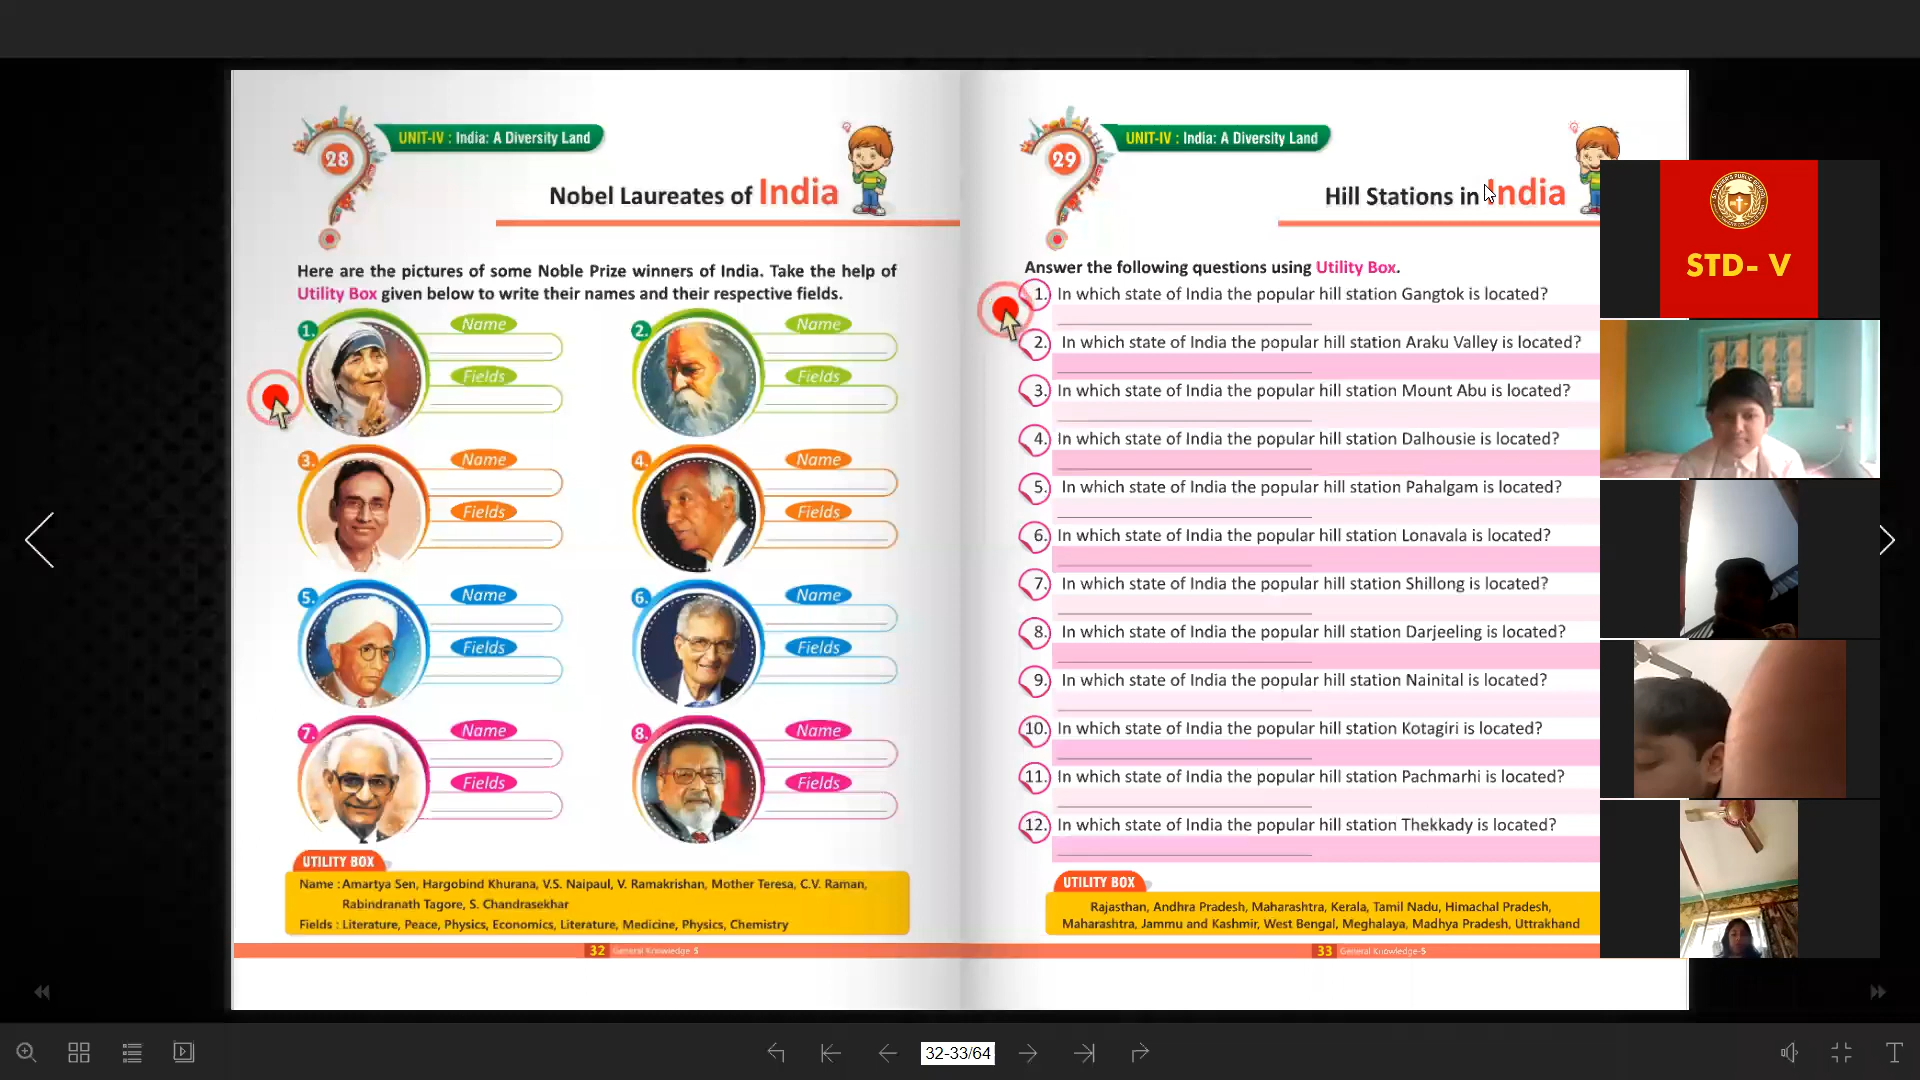 28
UNIT-IV : India: A Diversity Land
Nobel Laureates of India
Here are the pictures of some Noble Prize winners of India. Take the help of
Utility Box given below to write their names and their respective fields.
1.
Name
Fields
2.
Name
Fields
3.
Name
Fields
4.
Name
Fields
5.
Name
Fields
6.
Name
Fields
7.
Name
Fields
8.
Name
Fields
UTILITY BOX
Name : Amartya Sen, Hargobind Khurana, V.S. Naipaul, V. Ramakrishan, Mother Teresa, C.V. Raman,
Rabindranath Tagore, S. Chandrasekhar
Fields : Literature, Peace, Physics, Economics, Literature, Medicine, Physics, Chemistry
32 General Knowledge-5
29
UNIT-IV : India: A Diversity Land
Hill Stations in India
Answer the following questions using Utility Box.
1. In which state of India the popular hill station Gangtok is located?
2. In which state of India the popular hill station Araku Valley is located?
3. In which state of India the popular hill station Mount Abu is located?
4. In which state of India the popular hill station Dalhousie is located?
5. In which state of India the popular hill station Pahalgam is located?
6. In which state of India the popular hill station Lonavala is located?
7. In which state of India the popular hill station Shillong is located?
8. In which state of India the popular hill station Darjeeling is located?
9. In which state of India the popular hill station Nainital is located?
10. In which state of India the popular hill station Kotagiri is located?
11. In which state of India the popular hill station Pachmarhi is located?
12. In which state of India the popular hill station Thekkady is located?
UTILITY BOX
Rajasthan, Andhra Pradesh, Maharashtra, Kerala, Tamil Nadu, Himachal Pradesh,
Maharashtra, Jammu and Kashmir, West Bengal, Meghalaya, Madhya Pradesh, Uttrakhand
33 General Knowledge-5
STD- V
32-33/64
T